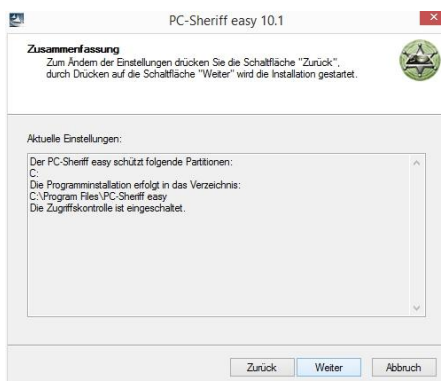 PC-Sheriff easy 10.1
Zusammenfassung
Zum Ändern der Einstellungen drücken Sie die Schaltfläche "Zurück",
durch Drücken auf die Schaltfläche "Weiter" wird die Installation gestartet.
Aktuelle Einstellungen:
Der PC-Sheriff easy schützt folgende Partitionen:
C:
Die Programminstallation erfolgt in das Verzeichnis:
C:\Program Files\PC-Sheriff easy
Die Zugriffskontrolle ist eingeschaltet.
Zurück
Weiter
Abbruch